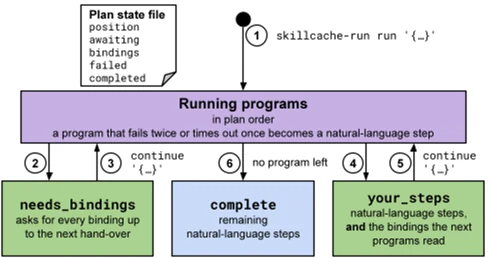 Plan state file
position
awaiting
bindings
failed
completed
1 skillcache-run run '{…}'
Running programs
in plan order
a program that fails twice or times out once becomes a natural-language step
2
3 continue '{…}'
6 no program left
4
5 continue '{…}'
needs_bindings
asks for every binding up
to the next hand-over
complete
remaining
natural-language steps
your_steps
natural-language steps,
and the bindings the next
programs read